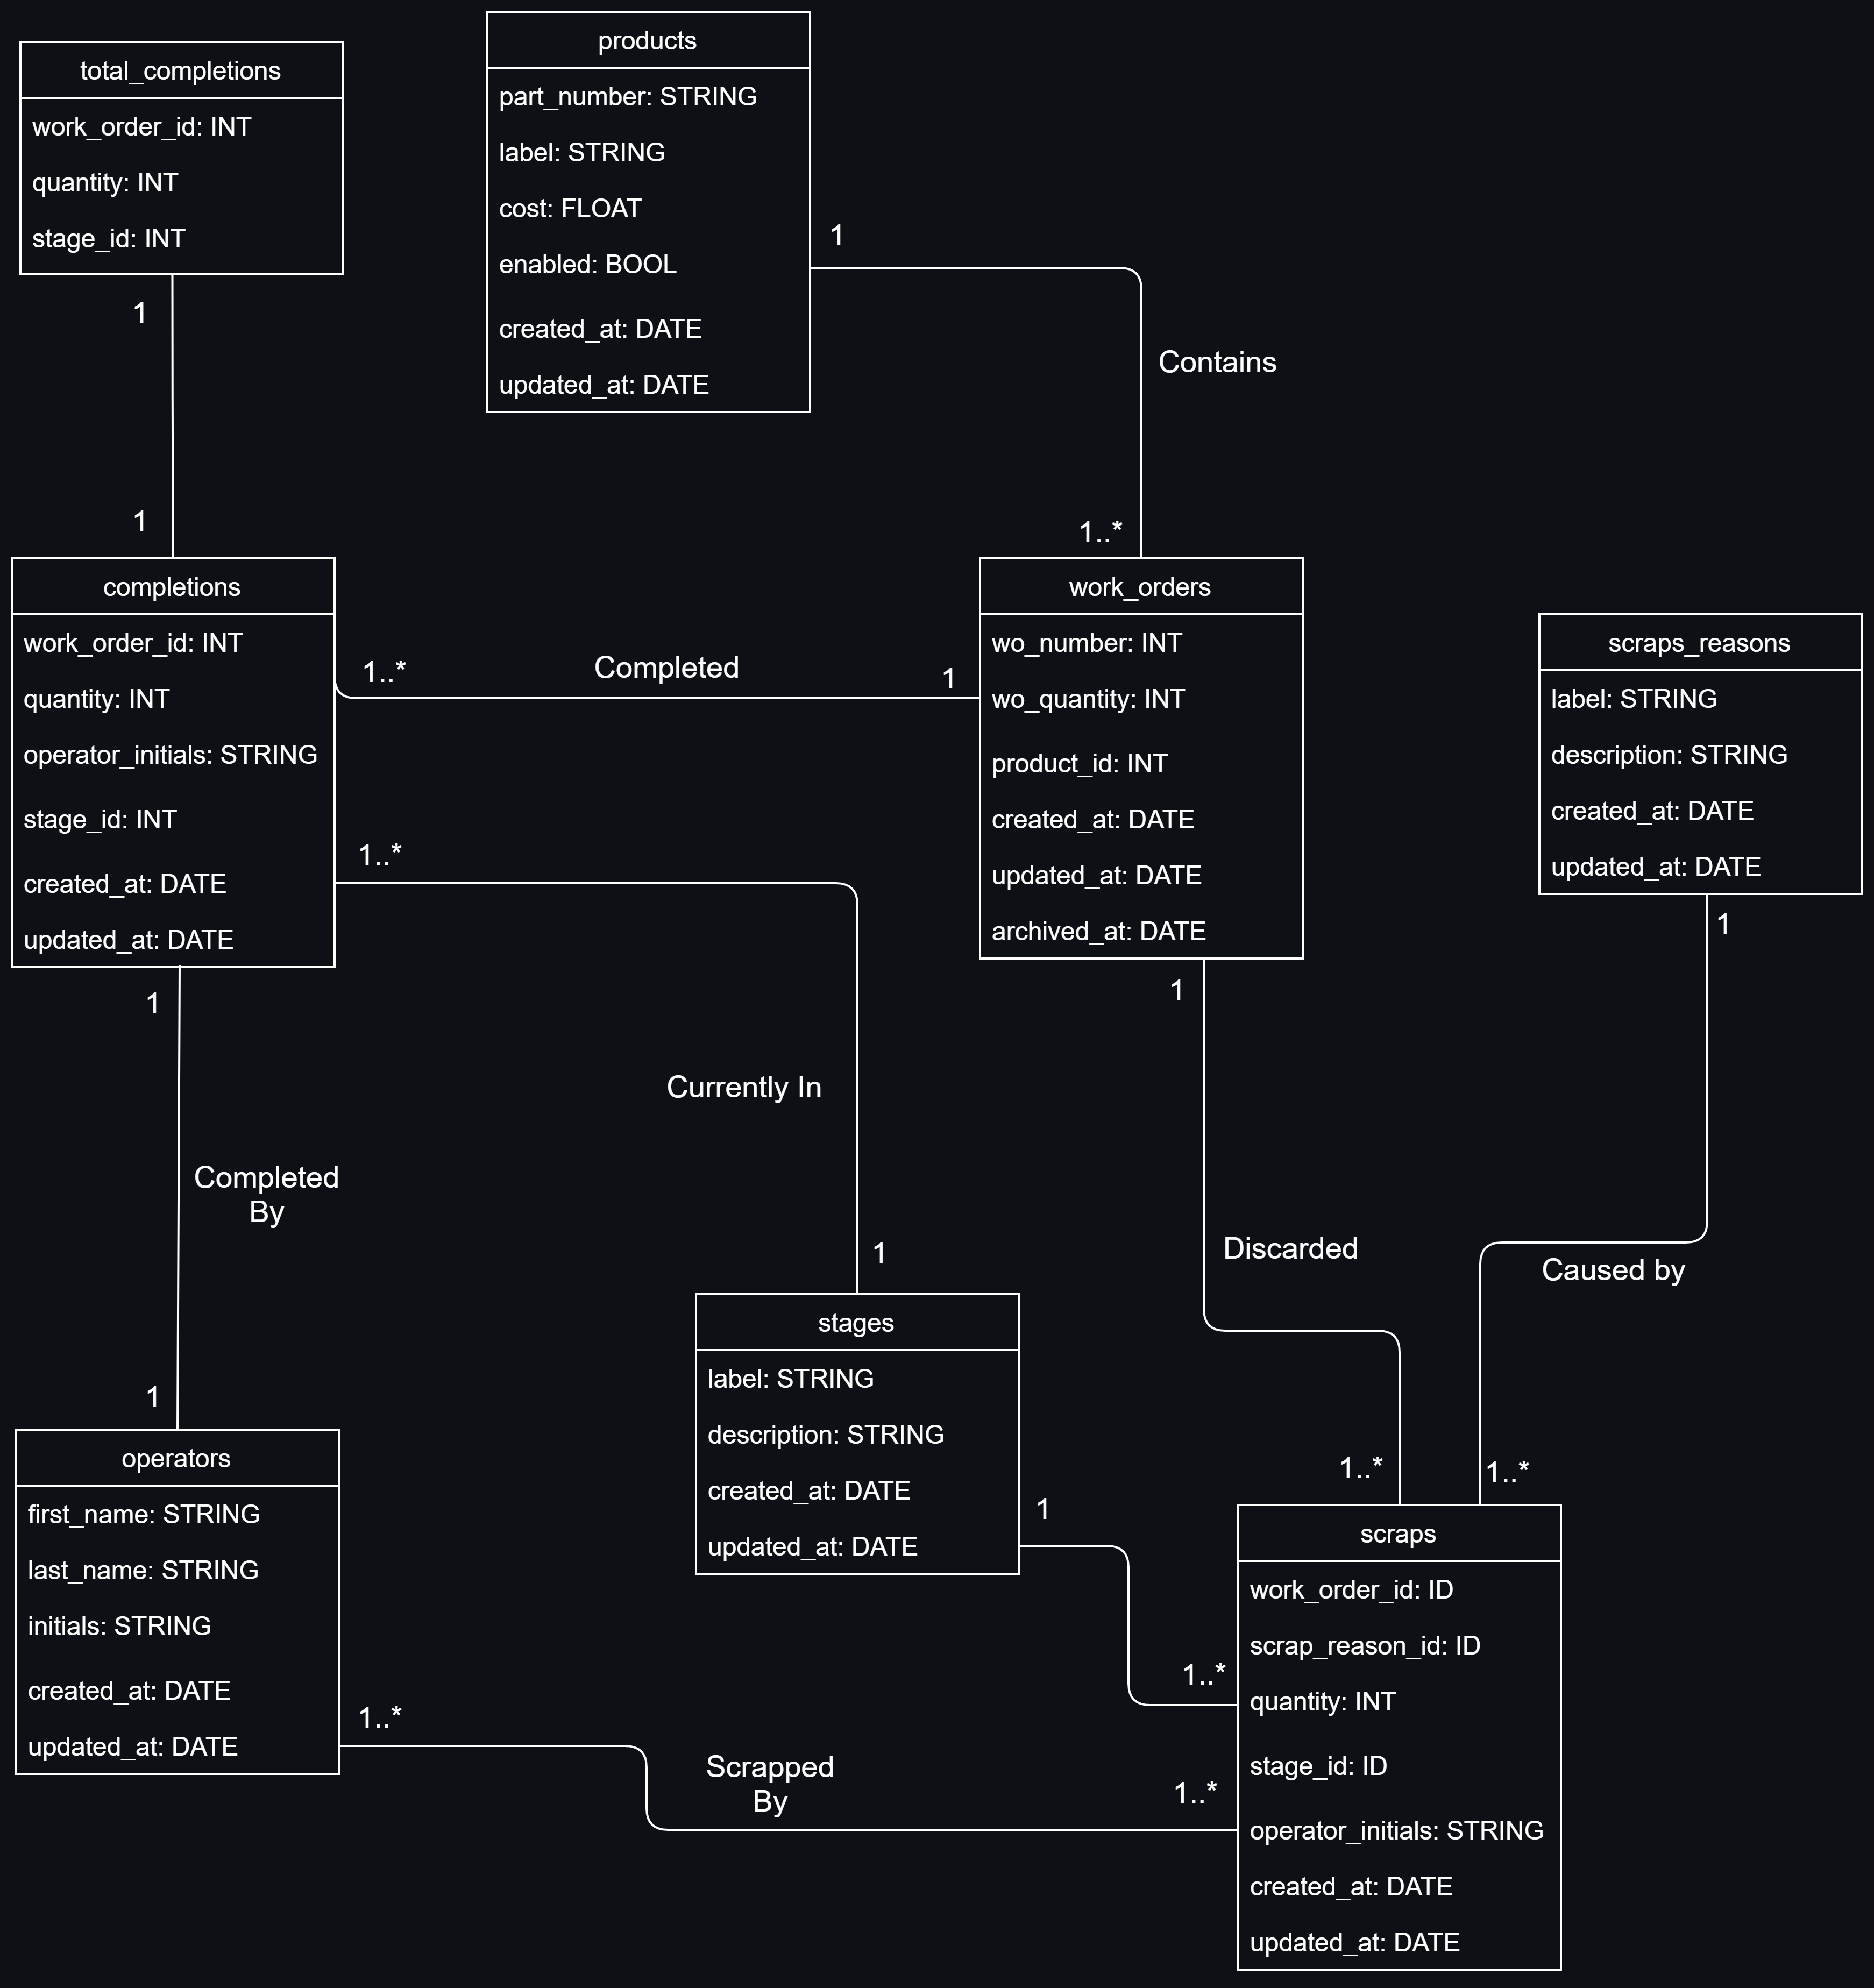 products
part_number: STRING
label: STRING
cost: FLOAT
enabled: BOOL
created_at: DATE
updated_at: DATE
total_completions
work_order_id: INT
quantity: INT
stage_id: INT
1
Contains
1
1
1..*
completions
work_order_id: INT
quantity: INT
operator_initials: STRING
stage_id: INT
created_at: DATE
updated_at: DATE
1..*
Completed
1
work_orders
wo_number: INT
wo_quantity: INT
product_id: INT
created_at: DATE
updated_at: DATE
archived_at: DATE
scraps_reasons
label: STRING
description: STRING
created_at: DATE
updated_at: DATE
1..*
1
1
1
Currently In
Completed
By
1
Discarded
Caused by
1
stages
label: STRING
description: STRING
created_at: DATE
updated_at: DATE
operators
first_name: STRING
last_name: STRING
initials: STRING
created_at: DATE
updated_at: DATE
1..*
1..*
1
1..*
1..*
Scrapped
By
1..*
scraps
work_order_id: ID
scrap_reason_id: ID
quantity: INT
stage_id: ID
operator_initials: STRING
created_at: DATE
updated_at: DATE